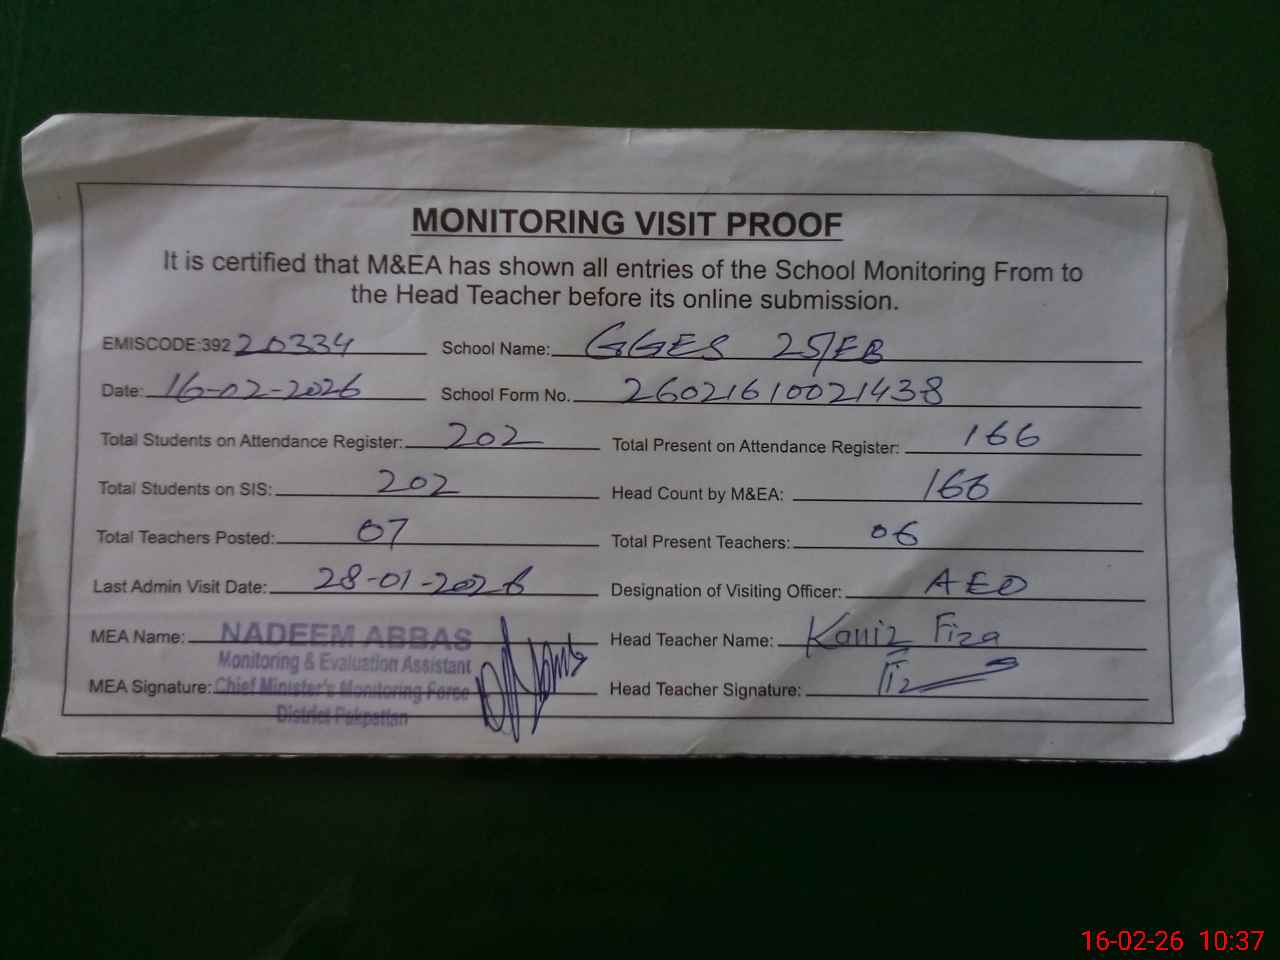 MONITORING VISIT PROOF
It is certified that M&EA has shown all entries of the School Monitoring From to
the Head Teacher before its online submission.
EMISCODE:392 20334 School Name: GGES 25/EB
Date: 16-02-2026 School Form No. 26021610021438
Total Students on Attendance Register: 202 Total Present on Attendance Register: 166
Total Students on SIS: 202 Head Count by M&EA: 166
Total Teachers Posted: 07 Total Present Teachers: 06
Last Admin Visit Date: 28-01-2026 Designation of Visiting Officer: AEO
MEA Name: NADEEM ABBAS Head Teacher Name: Kaniz Fiza
Monitoring & Evaluation Assistant
MEA Signature: Chief Minister's Monitoring Force Head Teacher Signature: Fiz
District Pakpattan
16-02-26 10:37